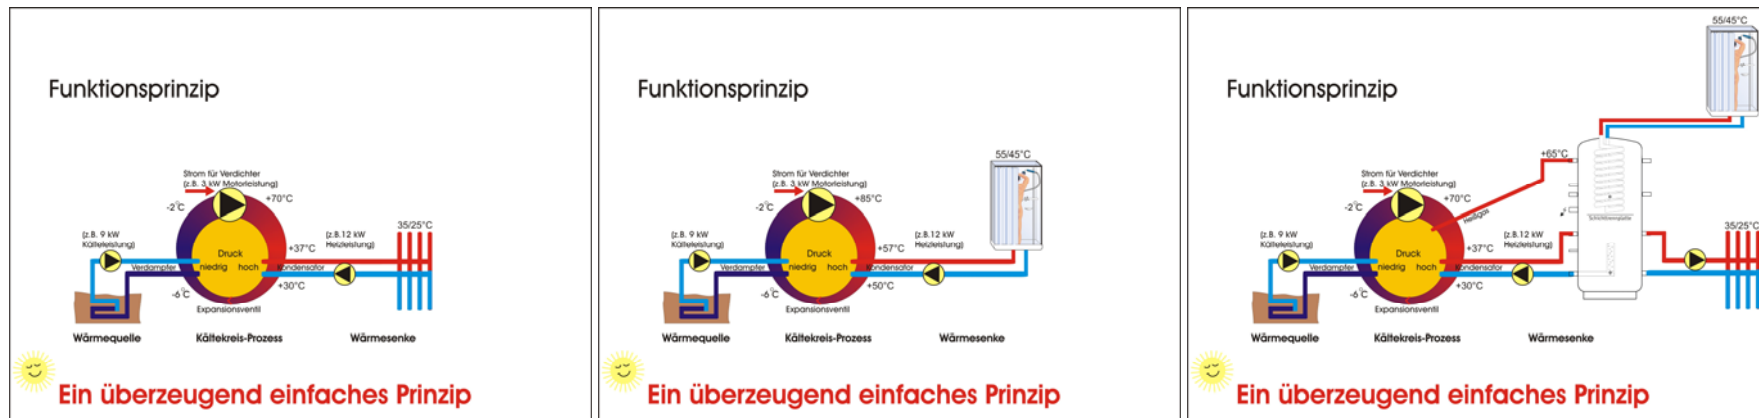 Funktionsprinzip
Strom für Verdichter
(z.B. 3 kW Motorleistung)
-2°C
+70°C
35/25°C
(z.B. 9 kW
Kälteleistung)
+37°C
(z.B.12 kW
Heizleistung)
Druck
niedrig hoch
Verdampfer
Kondensator
-6°C
+30°C
Expansionsventil
Wärmequelle
Kältekreis-Prozess
Wärmesenke
Ein überzeugend einfaches Prinzip
Funktionsprinzip
55/45°C
Strom für Verdichter
(z.B. 3 kW Motorleistung)
-2°C
+85°C
(z.B. 9 kW
Kälteleistung)
+57°C
(z.B.12 kW
Heizleistung)
Druck
niedrig hoch
Verdampfer
Kondensator
-6°C
+50°C
Expansionsventil
Wärmequelle
Kältekreis-Prozess
Wärmesenke
Ein überzeugend einfaches Prinzip
55/45°C
Funktionsprinzip
+65°C
Strom für Verdichter
(z.B. 3 kW Motorleistung)
-2°C
+70°C
Heißgas
Schichttrennplatte
35/25°C
(z.B. 9 kW
Kälteleistung)
+37°C
(z.B.12 kW
Heizleistung)
Druck
niedrig hoch
Verdampfer
Kondensator
-6°C
+30°C
Expansionsventil
Wärmequelle
Kältekreis-Prozess
Wärmesenke
Ein überzeugend einfaches Prinzip